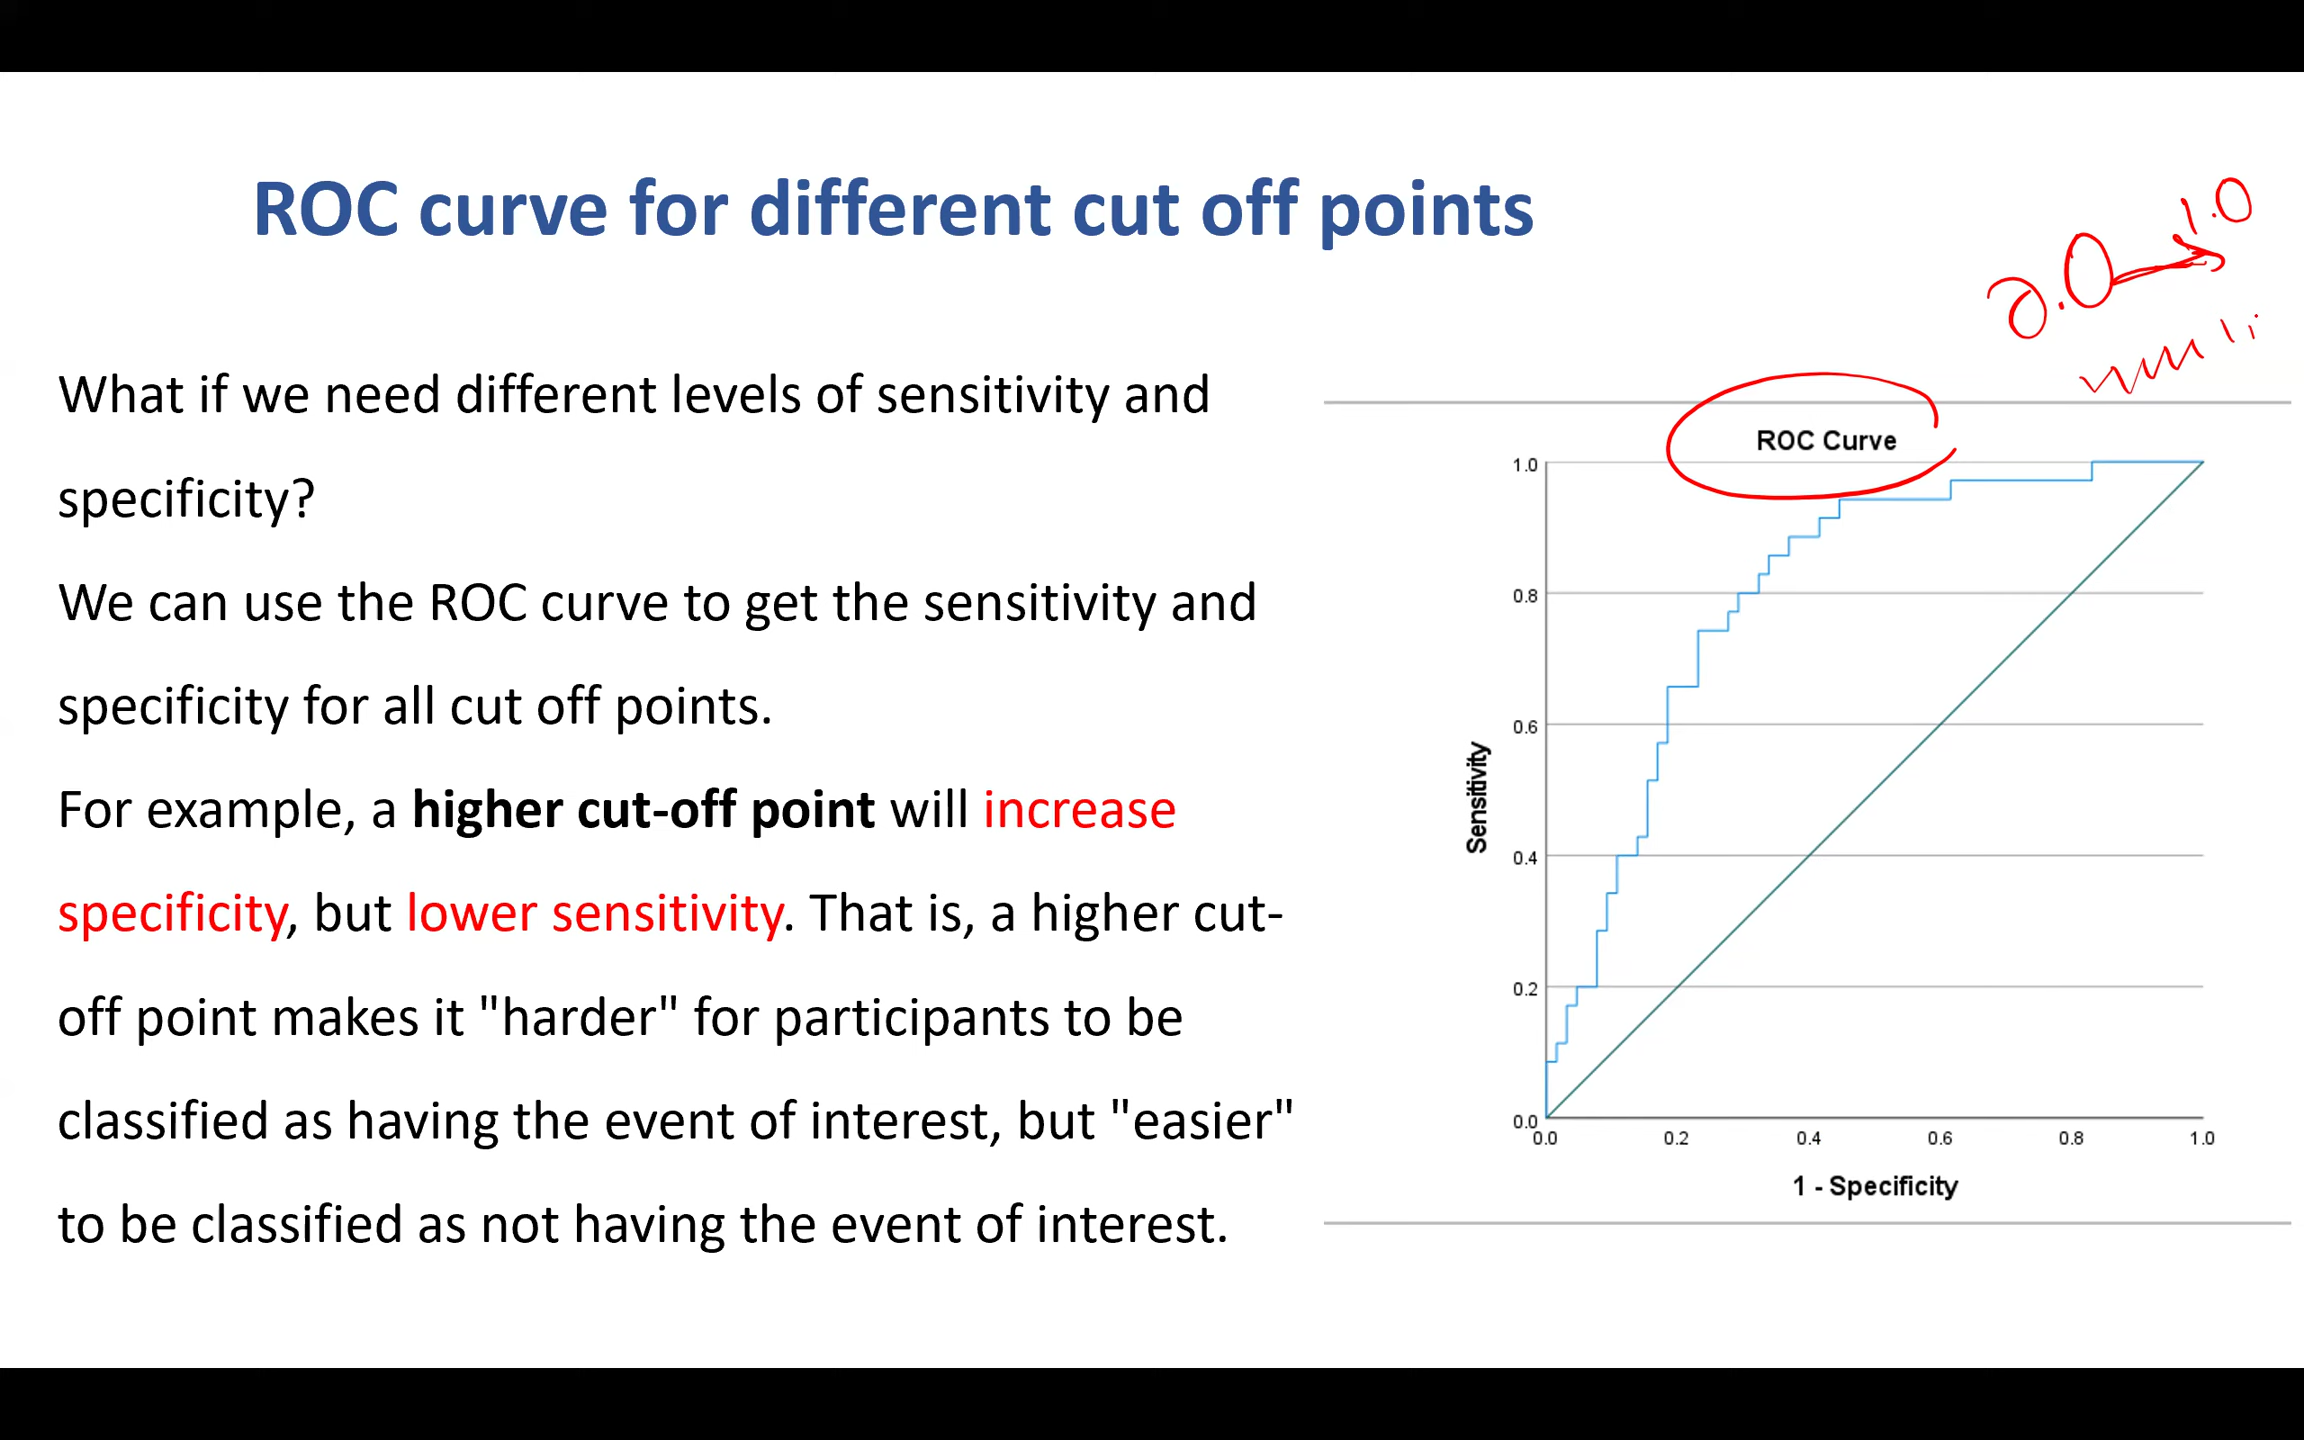 ROC curve for different cut off points
What if we need different levels of sensitivity and
specificity?
We can use the ROC curve to get the sensitivity and
specificity for all cut off points.
For example, a higher cut-off point will increase
specificity, but lower sensitivity. That is, a higher cut-
off point makes it "harder" for participants to be
classified as having the event of interest, but "easier"
to be classified as not having the event of interest.
1.0
0.0
ROC Curve
1.0
0.8
0.6
0.4
0.2
0.0
Sensitivity
0.0 0.2 0.4 0.6 0.8 1.0
1 - Specificity